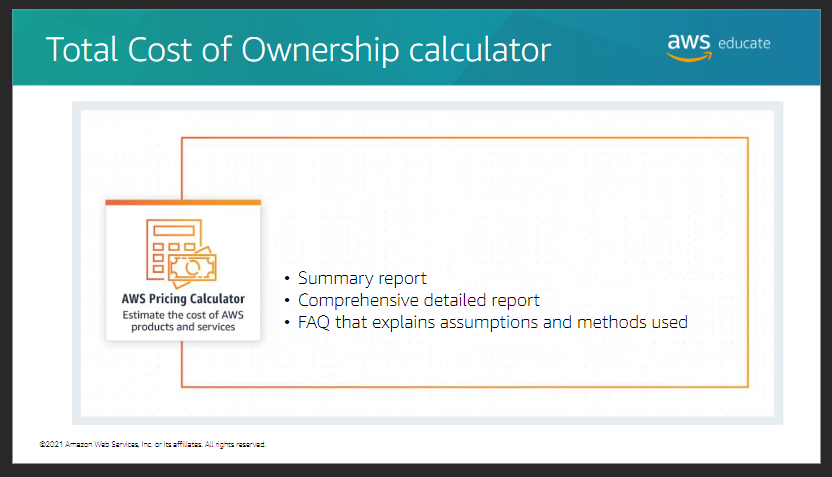 Total Cost of Ownership calculator
aws educate
AWS Pricing Calculator
Estimate the cost of AWS
products and services
• Summary report
• Comprehensive detailed report
• FAQ that explains assumptions and methods used
©2021 Amazon Web Services, Inc. or its affiliates. All rights reserved.